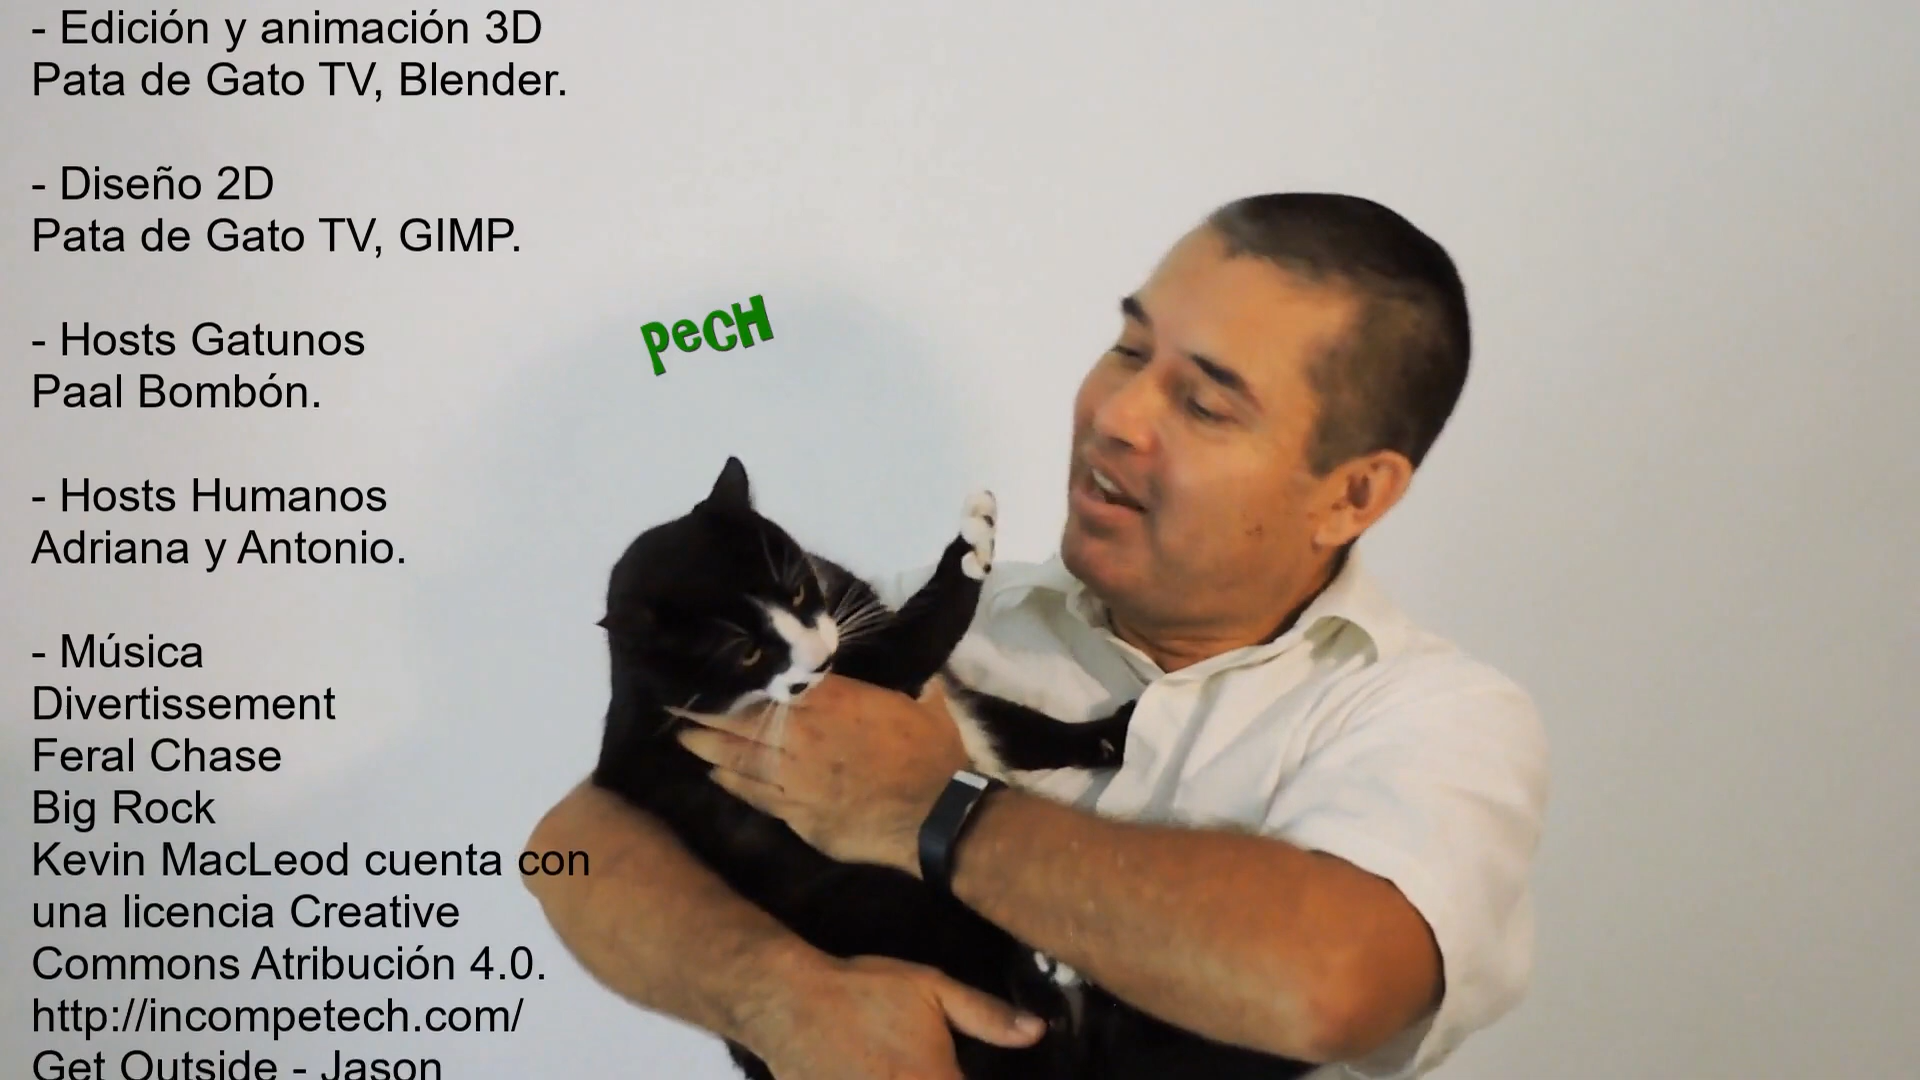 - Edición y animación 3D
Pata de Gato TV, Blender.
- Diseño 2D
Pata de Gato TV, GIMP.
- Hosts Gatunos
Paal Bombón.
- Hosts Humanos
Adriana y Antonio.
- Música
Divertissement
Feral Chase
Big Rock
Kevin MacLeod cuenta con
una licencia Creative
Commons Atribución 4.0.
http://incompetech.com/
Get Outside - Jason
PeCH